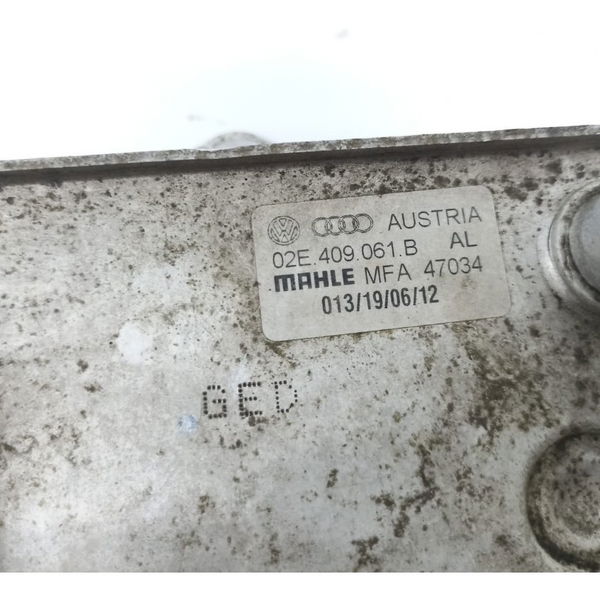 AUSTRIA
02E.409.061.B AL
MAHLE MFA 47034
013/19/06/12
GED